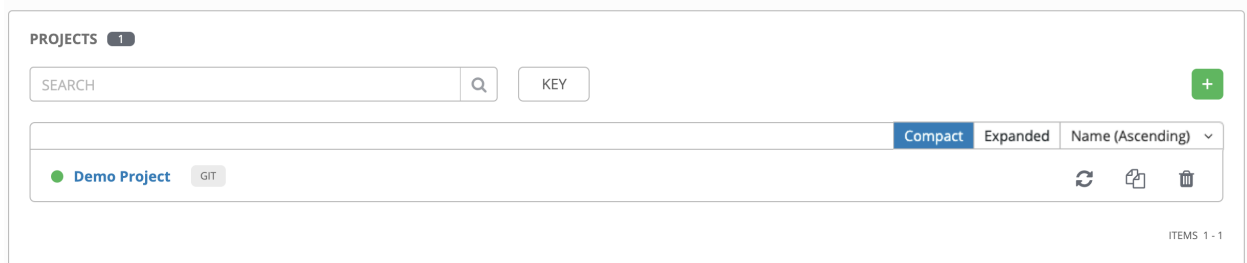 PROJECTS 1
SEARCH KEY +
Compact Expanded Name (Ascending)
Demo Project GIT
ITEMS 1 - 1